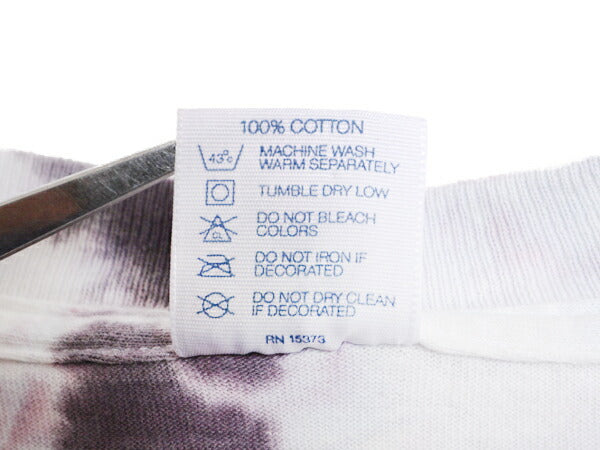 100% COTTON
43°C
MACHINE WASH
WARM SEPARATELY
TUMBLE DRY LOW
CL
DO NOT BLEACH
COLORS
DO NOT IRON IF
DECORATED
DO NOT DRY CLEAN
IF DECORATED
RN 15373